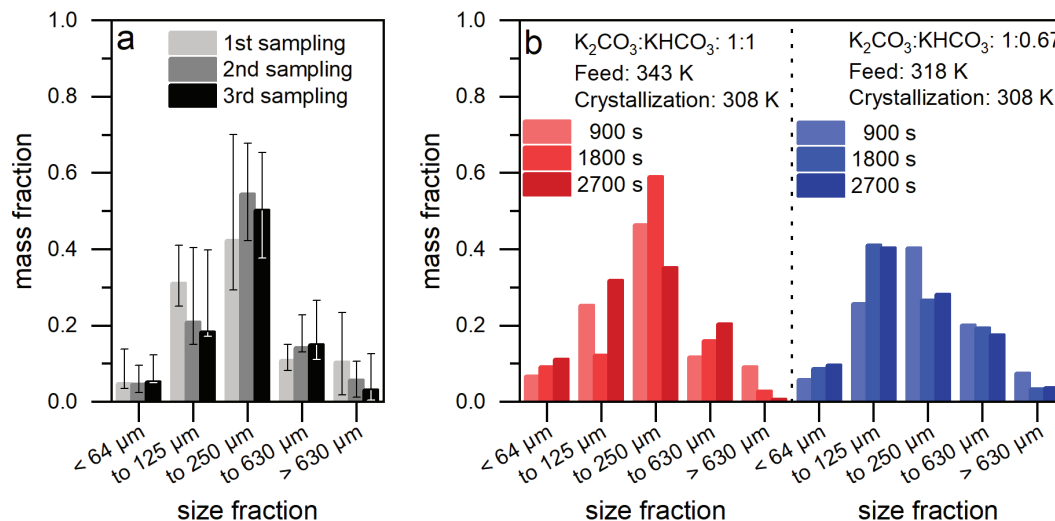 a
1st sampling
2nd sampling
3rd sampling
1.0
0.8
0.6
0.4
0.2
0.0
mass fraction
< 64 µm
to 125 µm
to 250 µm
to 630 µm
> 630 µm
size fraction
b
K₂CO₃:KHCO₃: 1:1
Feed: 343 K
Crystallization: 308 K
900 s
1800 s
2700 s
K₂CO₃:KHCO₃: 1:0.67
Feed: 318 K
Crystallization: 308 K
900 s
1800 s
2700 s
1.0
0.8
0.6
0.4
0.2
0.0
mass fraction
< 64 µm
to 125 µm
to 250 µm
to 630 µm
> 630 µm
< 64 µm
to 125 µm
to 250 µm
to 630 µm
> 630 µm
size fraction
size fraction